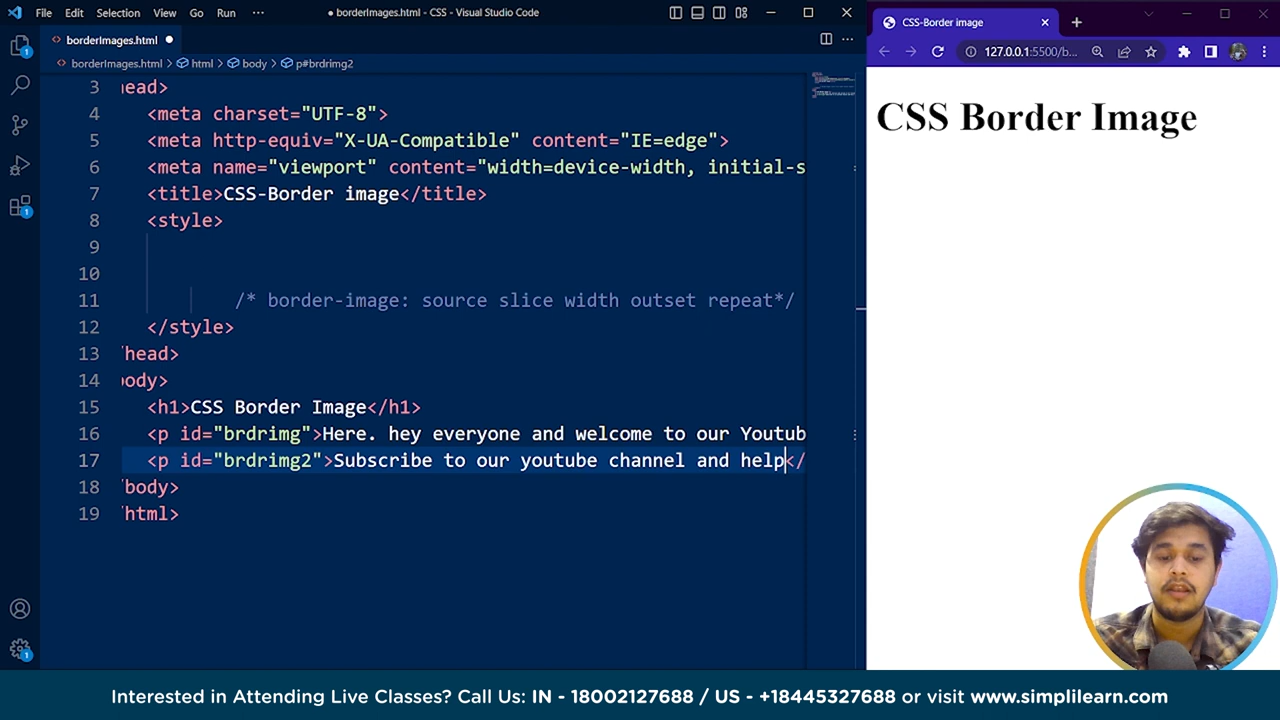 File Edit Selection View Go Run ··· ● borderImages.html - CSS - Visual Studio Code
<> borderImages.html ●
<> borderImages.html > html > body > p#brdrimg2
3 head>
4 <meta charset="UTF-8">
5 <meta http-equiv="X-UA-Compatible" content="IE=edge">
6 <meta name="viewport" content="width=device-width, initial-s
7 <title>CSS-Border image</title>
8 <style>
9
10
11 /* border-image: source slice width outset repeat*/
12 </style>
13 /head>
14 body>
15 <h1>CSS Border Image</h1>
16 <p id="brdrimg">Here. hey everyone and welcome to our Youtub
17 <p id="brdrimg2">Subscribe to our youtube channel and help</
18 /body>
19 /html>
1
1
1
CSS-Border image
127.0.0.1:5500/b...
CSS Border Image
Interested in Attending Live Classes? Call Us: IN - 18002127688 / US - +18445327688 or visit www.simplilearn.com